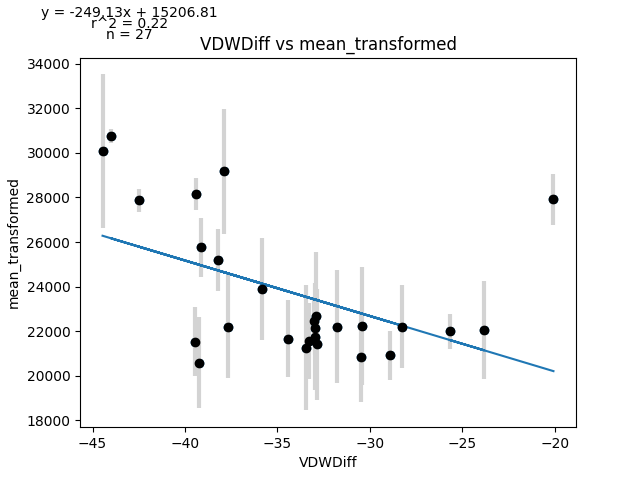 y = -249.13x + 15206.81
r^2 = 0.22
n = 27
VDWDiff vs mean_transformed
34000
32000
30000
28000
26000
24000
22000
20000
18000
mean_transformed
−45 −40 −35 −30 −25 −20
VDWDiff